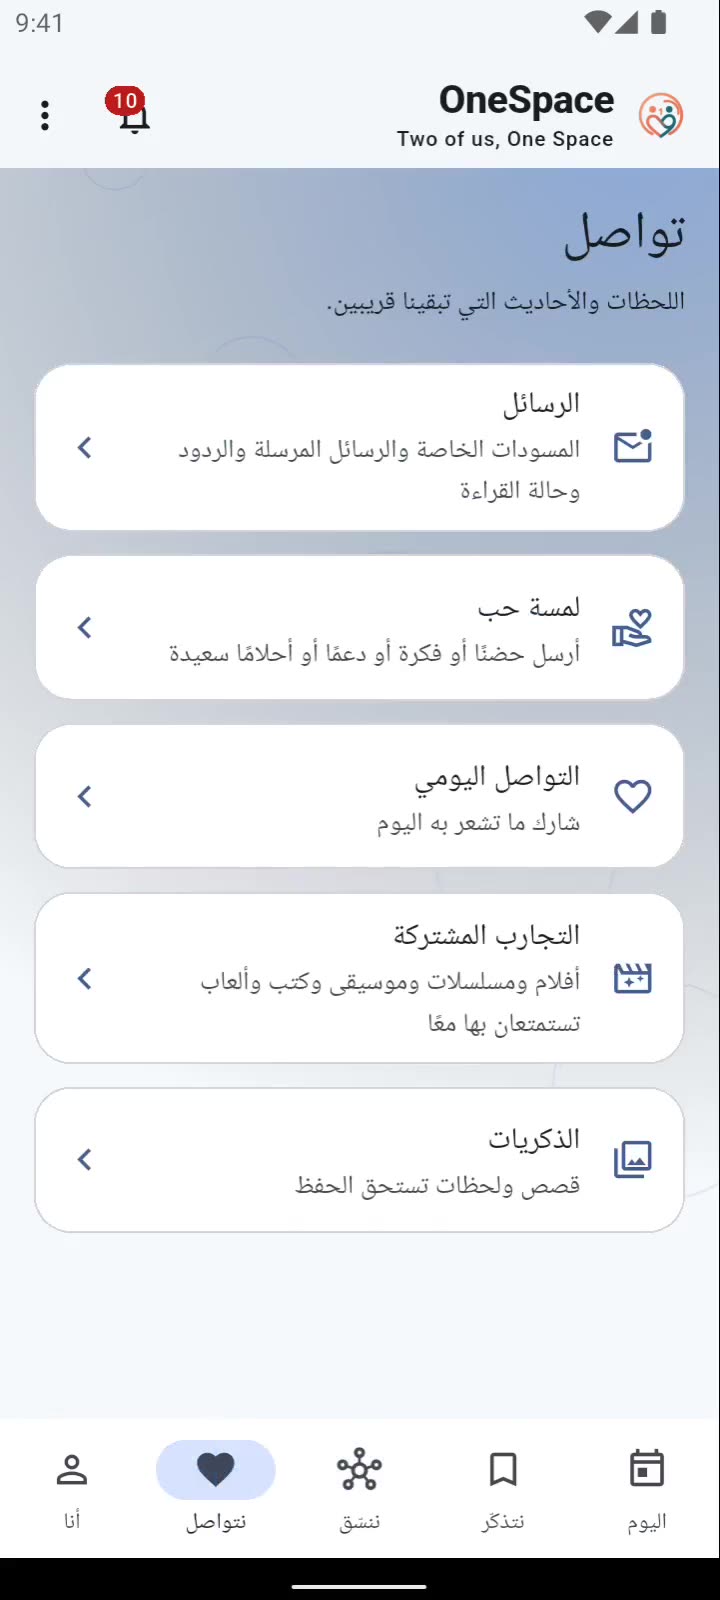 9:41
10
OneSpace
Two of us, One Space
تواصل
اللحظات والأحاديث التي تبقينا قريبين.
الرسائل
المسودات الخاصة والرسائل المرسلة والردود
وحالة القراءة
لمسة حب
أرسل حضنًا أو فكرة أو دعمًا أو أحلامًا سعيدة
التواصل اليومي
شارك ما تشعر به اليوم
التجارب المشتركة
أفلام ومسلسلات وموسيقى وكتب وألعاب
تستمتعان بها معًا
الذكريات
قصص ولحظات تستحق الحفظ
اليوم
نتذكّر
ننسّق
نتواصل
أنا